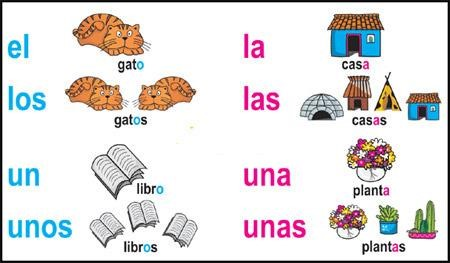 el
gato
los
gatos
un
libro
unos
libros
la
casa
las
casas
una
planta
unas
plantas